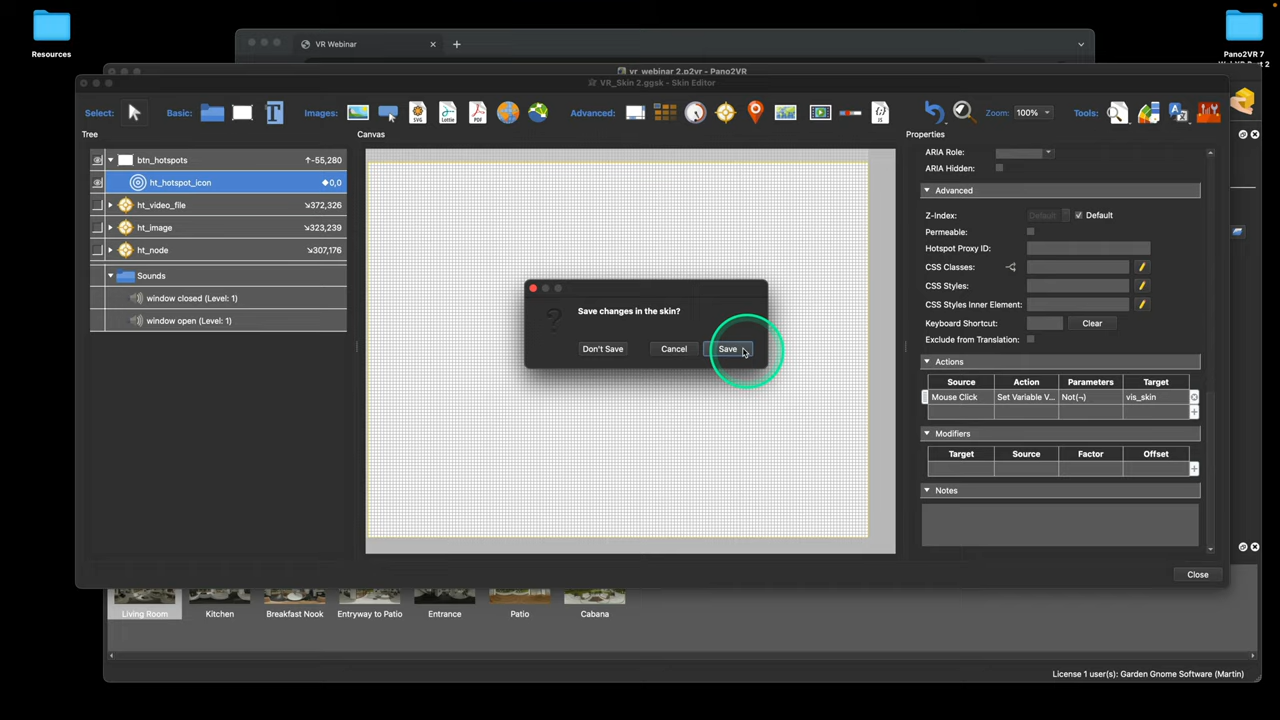 Resources
VR Webinar
Pano2VR 7
vr_webinar 2.p2vr - Pano2VR
VR_Skin 2.ggsk - Skin Editor
Select:
Basic:
Images:
SVG
Lottie
PDF
Advanced:
JS
Zoom:
100%
Tools:
Tree
Canvas
Properties
btn_hotspots
-55,280
ht_hotspot_icon
0,0
ht_video_file
372,326
ht_image
323,239
ht_node
307,176
Sounds
window closed (Level: 1)
window open (Level: 1)
Save changes in the skin?
Don't Save
Cancel
Save
ARIA Role:
ARIA Hidden:
Advanced
Z-Index:
Default
Default
Permeable:
Hotspot Proxy ID:
CSS Classes:
CSS Styles:
CSS Styles Inner Element:
Keyboard Shortcut:
Clear
Exclude from Translation:
Actions
Source Action Parameters Target
Mouse Click Set Variable V... Not(¬) vis_skin
Modifiers
Target Source Factor Offset
Notes
Close
Living Room
Kitchen
Breakfast Nook
Entryway to Patio
Entrance
Patio
Cabana
License 1 user(s): Garden Gnome Software (Martin)